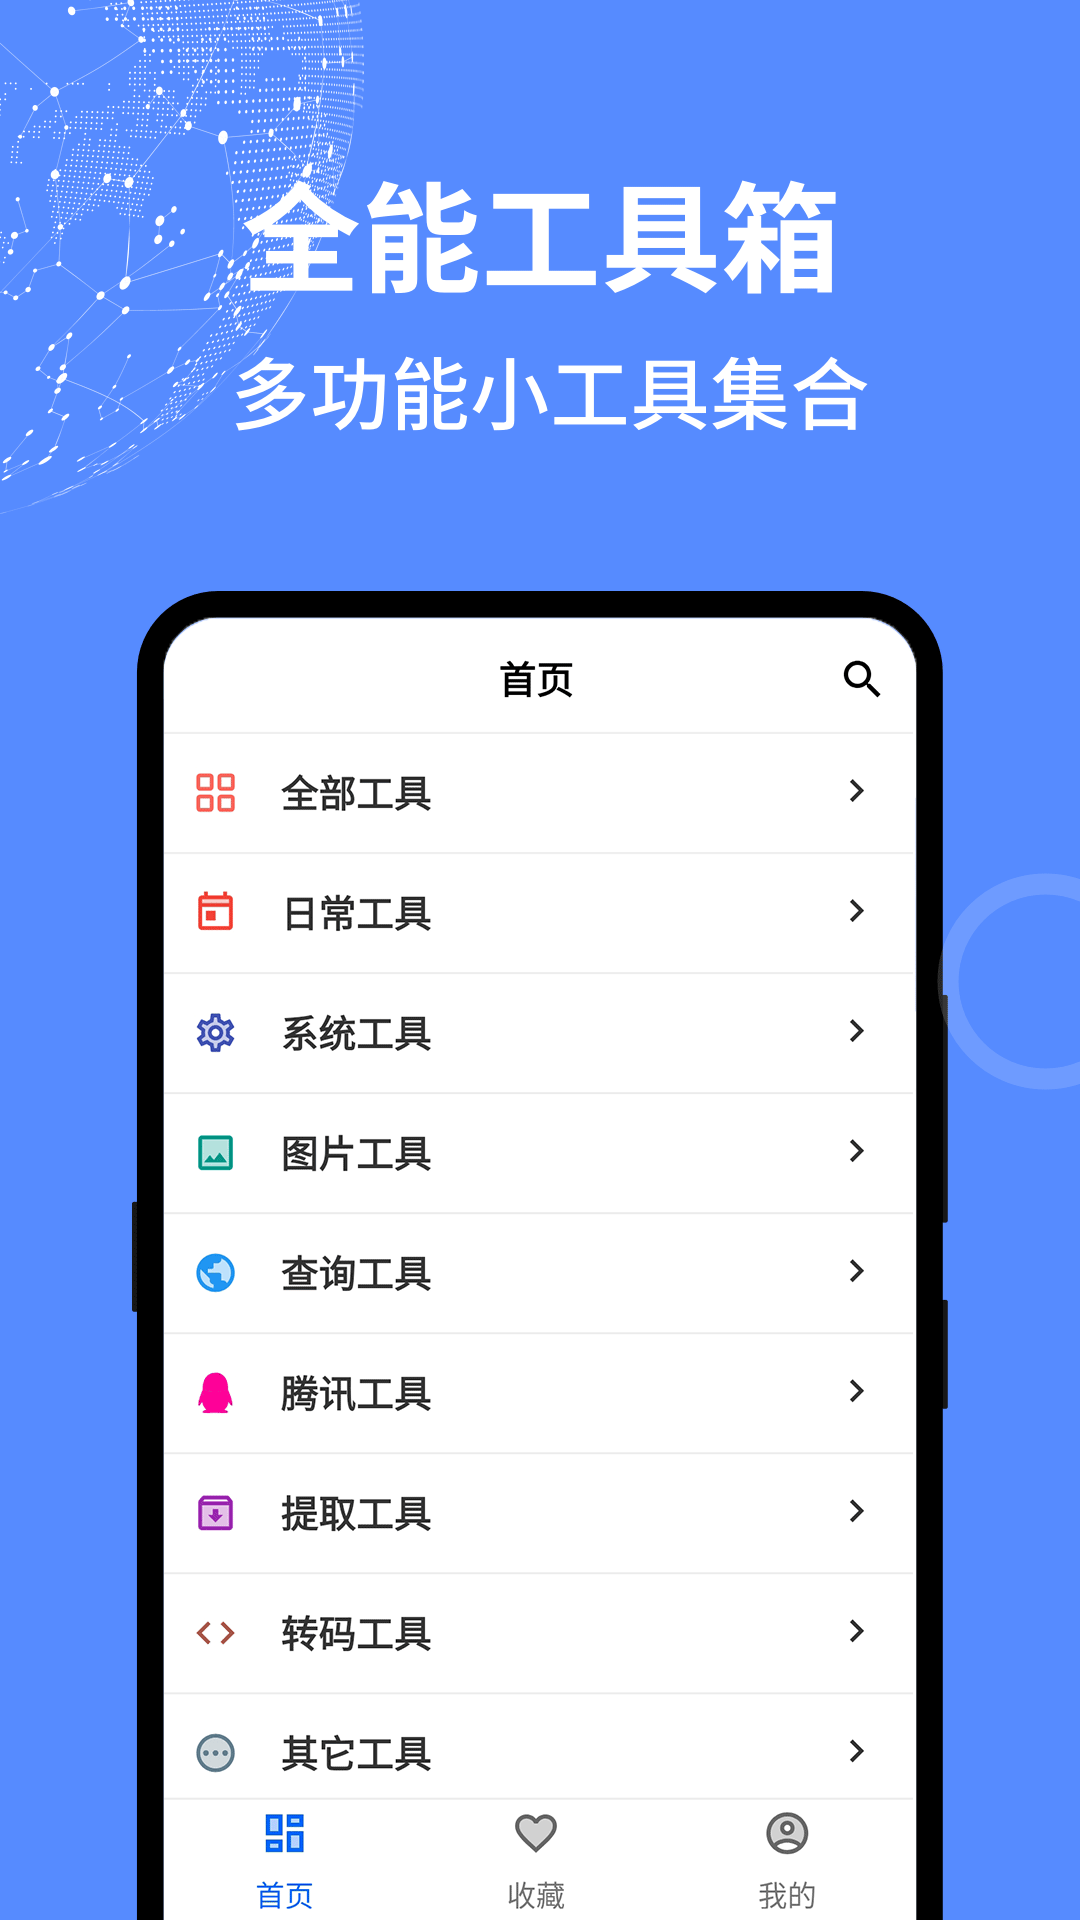 全能工具箱
多功能小工具集合
首页
全部工具
日常工具
系统工具
图片工具
查询工具
腾讯工具
提取工具
转码工具
其它工具
首页 收藏 我的